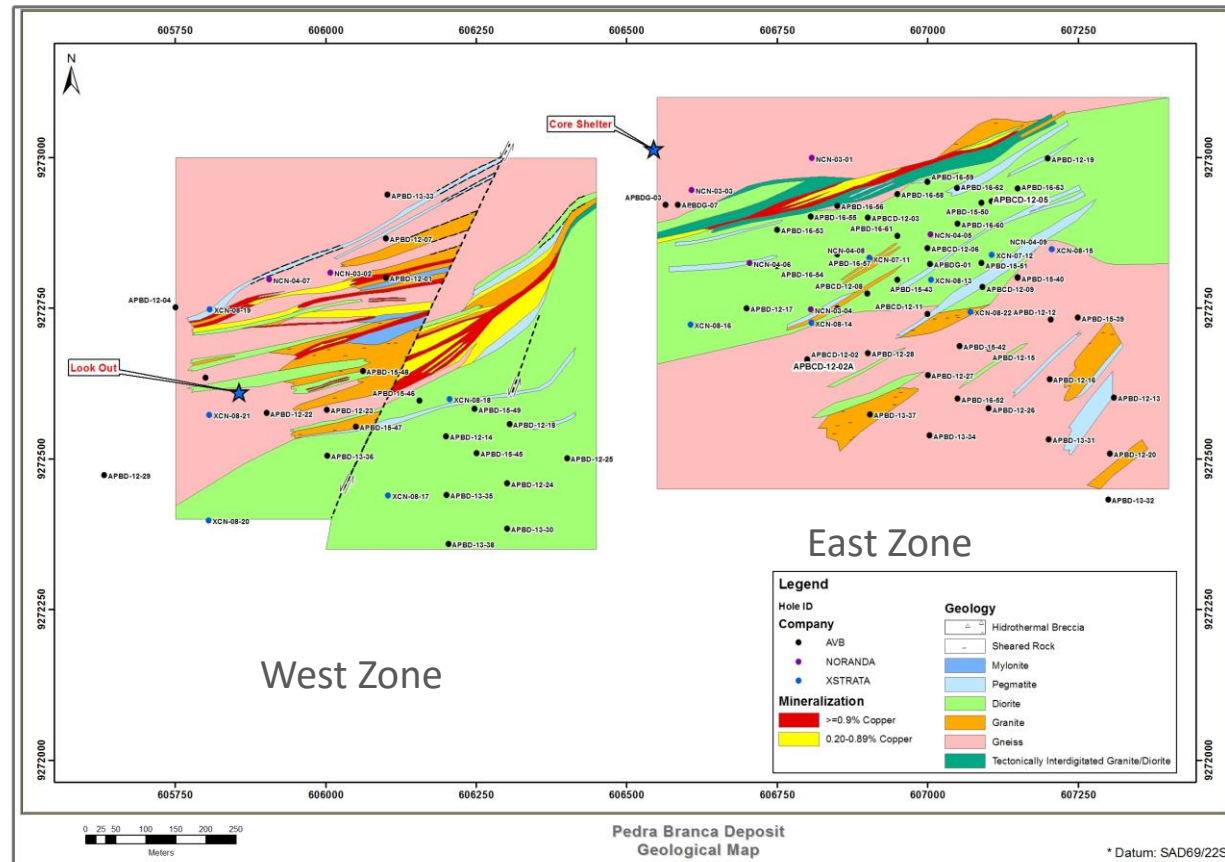 605750 606000 606250 606500 606750 607000 607250
N
Core Shelter
9273000 9273000
NCN-03-01
APBD-12-19
APBD-16-59
APBD-13-33
NCN-03-03
APBD-16-62 APBD-16-63
APBDG-03 APBDG-07
APBD-16-58
APBCD-12-05
APBD-16-56
APBD-15-50
APBD-16-55 APBCD-12-03
APBD-16-53
APBD-16-60
APBD-16-61
NCN-04-05
APBD-12-07
NCN-04-08
APBCD-12-06
NCN-04-09
XCN-08-15
XCN-07-11
XCN-07-12
APBD-16-57
APBDG-01
APBD-15-51
NCN-03-02
NCN-04-07
APBD-12-01
APBD-16-54
APBCD-12-08
XCN-08-13
APBD-15-40
APBD-15-43
APBCD-12-09
APBD-12-04
9272750 9272750
XCN-08-19
APBD-12-17
NCN-03-04
APBCD-12-11
XCN-08-22
APBD-12-12
APBD-15-39
XCN-08-16
XCN-08-14
Look Out
APBCD-12-02
APBCD-12-02A
APBD-12-28
APBD-15-42
APBD-12-15
APBD-15-48
APBD-12-27
APBD-12-16
APBD-15-46
XCN-08-18
APBD-16-52
APBD-12-13
XCN-08-21
APBD-12-22
APBD-12-23
APBD-15-49
APBD-12-26
APBD-13-37
APBD-15-47
APBD-12-14
APBD-12-18
APBD-13-34
APBD-13-31
9272500 9272500
APBD-13-36
APBD-15-45
APBD-12-25
APBD-12-20
APBD-12-29
APBD-12-24
XCN-08-17
APBD-13-35
APBD-13-32
XCN-08-20
APBD-13-30
APBD-13-38
East Zone
West Zone
9272250 9272250
Legend
Hole ID
Company
AVB
NORANDA
XSTRATA
Mineralization
>=0.9% Copper
0.20-0.89% Copper
Geology
Hidrothermal Breccia
Sheared Rock
Mylonite
Pegmatite
Diorite
Granite
Gneiss
Tectonically Interdigitated Granite/Diorite
9272000 9272000
605750 606000 606250 606500 606750 607000 607250
0 25 50 100 150 200 250
Meters
Pedra Branca Deposit
Geological Map
* Datum: SAD69/22S